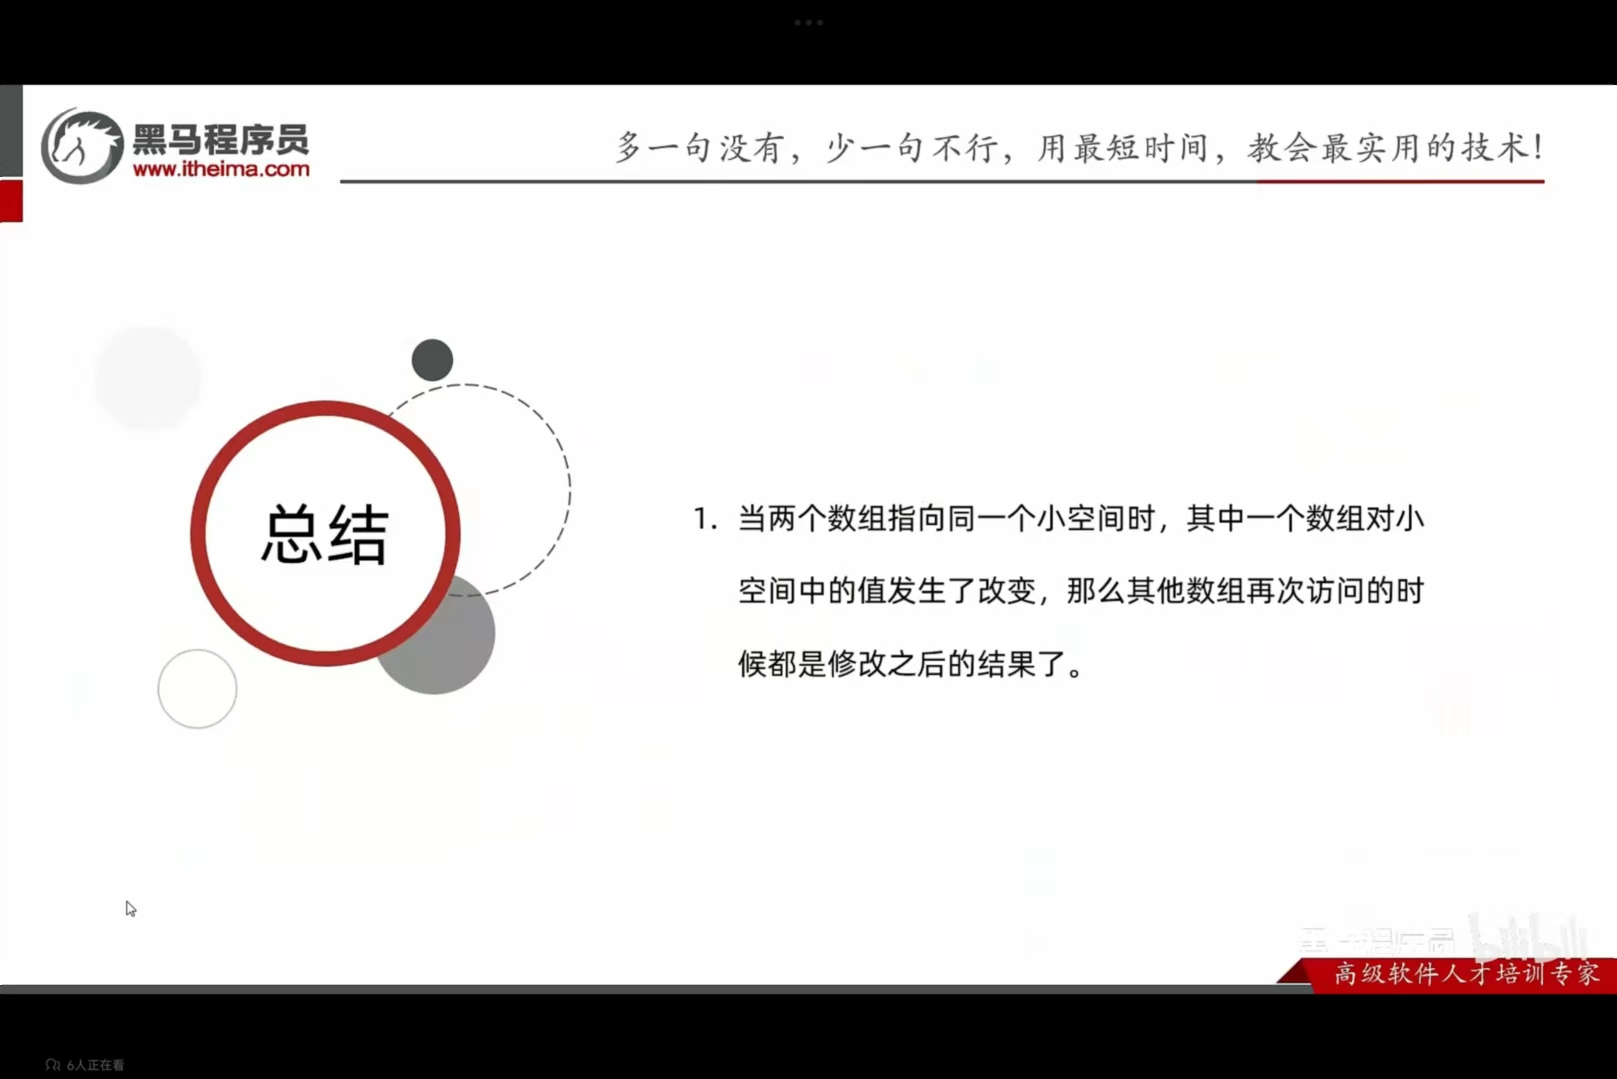 黑马程序员
www.itheima.com
多一句没有，少一句不行，用最短时间，教会最实用的技术！
总结
1. 当两个数组指向同一个小空间时，其中一个数组对小
空间中的值发生了改变，那么其他数组再次访问的时
候都是修改之后的结果了。
黑马程序员 bilibili
高级软件人才培训专家
6人正在看